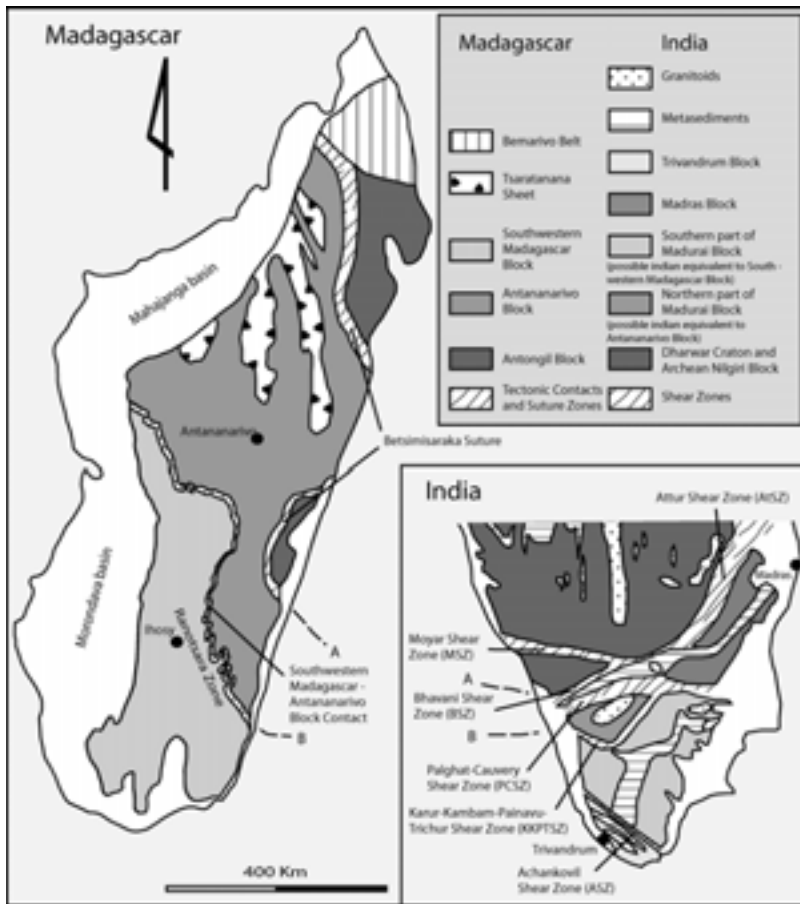 Madagascar
Mahajanga basin
Antananarivo
Betsimisaraka Suture
Morondava basin
Ihosy
Ranotsara Zone
A
Southwestern
Madagascar -
Antananarivo
Block Contact
B
400 Km
Madagascar
Bemarivo Belt
Tsaratanana
Sheet
Southwestern
Madagascar
Block
Antananarivo
Block
Antongil Block
Tectonic Contacts
and Suture Zones
India
Granitoids
Metasediments
Trivandrum Block
Madras Block
Southern part of
Madurai Block
(possible indian equivalent to South -
western Madagascar Block)
Northern part of
Madurai Block
(possible indian equivalent to
Antananarivo Block)
Dharwar Craton and
Archean Nilgiri Block
Shear Zones
India
Attur Shear Zone (AtSZ)
Madras
Moyar Shear
Zone (MSZ)
A
Bhavani Shear
Zone (BSZ)
B
Palghat-Cauvery
Shear Zone (PCSZ)
Karur-Kambam-Painavu-
Trichur Shear Zone (KKPTSZ)
Trivandrum
Achankovil
Shear Zone (ASZ)